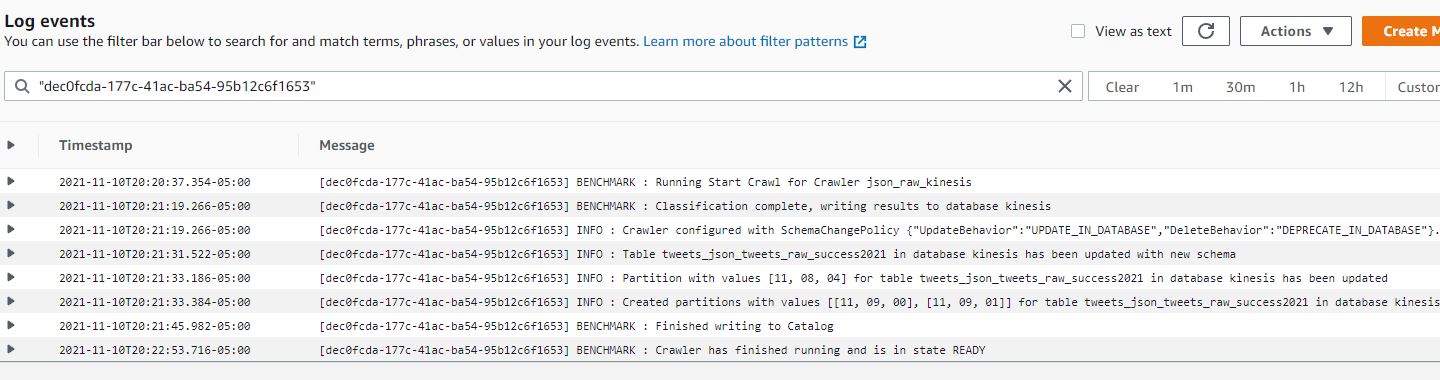 Log events
You can use the filter bar below to search for and match terms, phrases, or values in your log events. Learn more about filter patterns
View as text
Actions
Create M
"dec0fcda-177c-41ac-ba54-95b12c6f1653"
Clear 1m 30m 1h 12h Custom
Timestamp Message
2021-11-10T20:20:37.354-05:00 [dec0fcda-177c-41ac-ba54-95b12c6f1653] BENCHMARK : Running Start Crawl for Crawler json_raw_kinesis
2021-11-10T20:21:19.266-05:00 [dec0fcda-177c-41ac-ba54-95b12c6f1653] BENCHMARK : Classification complete, writing results to database kinesis
2021-11-10T20:21:19.266-05:00 [dec0fcda-177c-41ac-ba54-95b12c6f1653] INFO : Crawler configured with SchemaChangePolicy {"UpdateBehavior":"UPDATE_IN_DATABASE","DeleteBehavior":"DEPRECATE_IN_DATABASE"}.
2021-11-10T20:21:31.522-05:00 [dec0fcda-177c-41ac-ba54-95b12c6f1653] INFO : Table tweets_json_tweets_raw_success2021 in database kinesis has been updated with new schema
2021-11-10T20:21:33.186-05:00 [dec0fcda-177c-41ac-ba54-95b12c6f1653] INFO : Partition with values [11, 08, 04] for table tweets_json_tweets_raw_success2021 in database kinesis has been updated
2021-11-10T20:21:33.384-05:00 [dec0fcda-177c-41ac-ba54-95b12c6f1653] INFO : Created partitions with values [[11, 09, 00], [11, 09, 01]] for table tweets_json_tweets_raw_success2021 in database kinesis
2021-11-10T20:21:45.982-05:00 [dec0fcda-177c-41ac-ba54-95b12c6f1653] BENCHMARK : Finished writing to Catalog
2021-11-10T20:22:53.716-05:00 [dec0fcda-177c-41ac-ba54-95b12c6f1653] BENCHMARK : Crawler has finished running and is in state READY